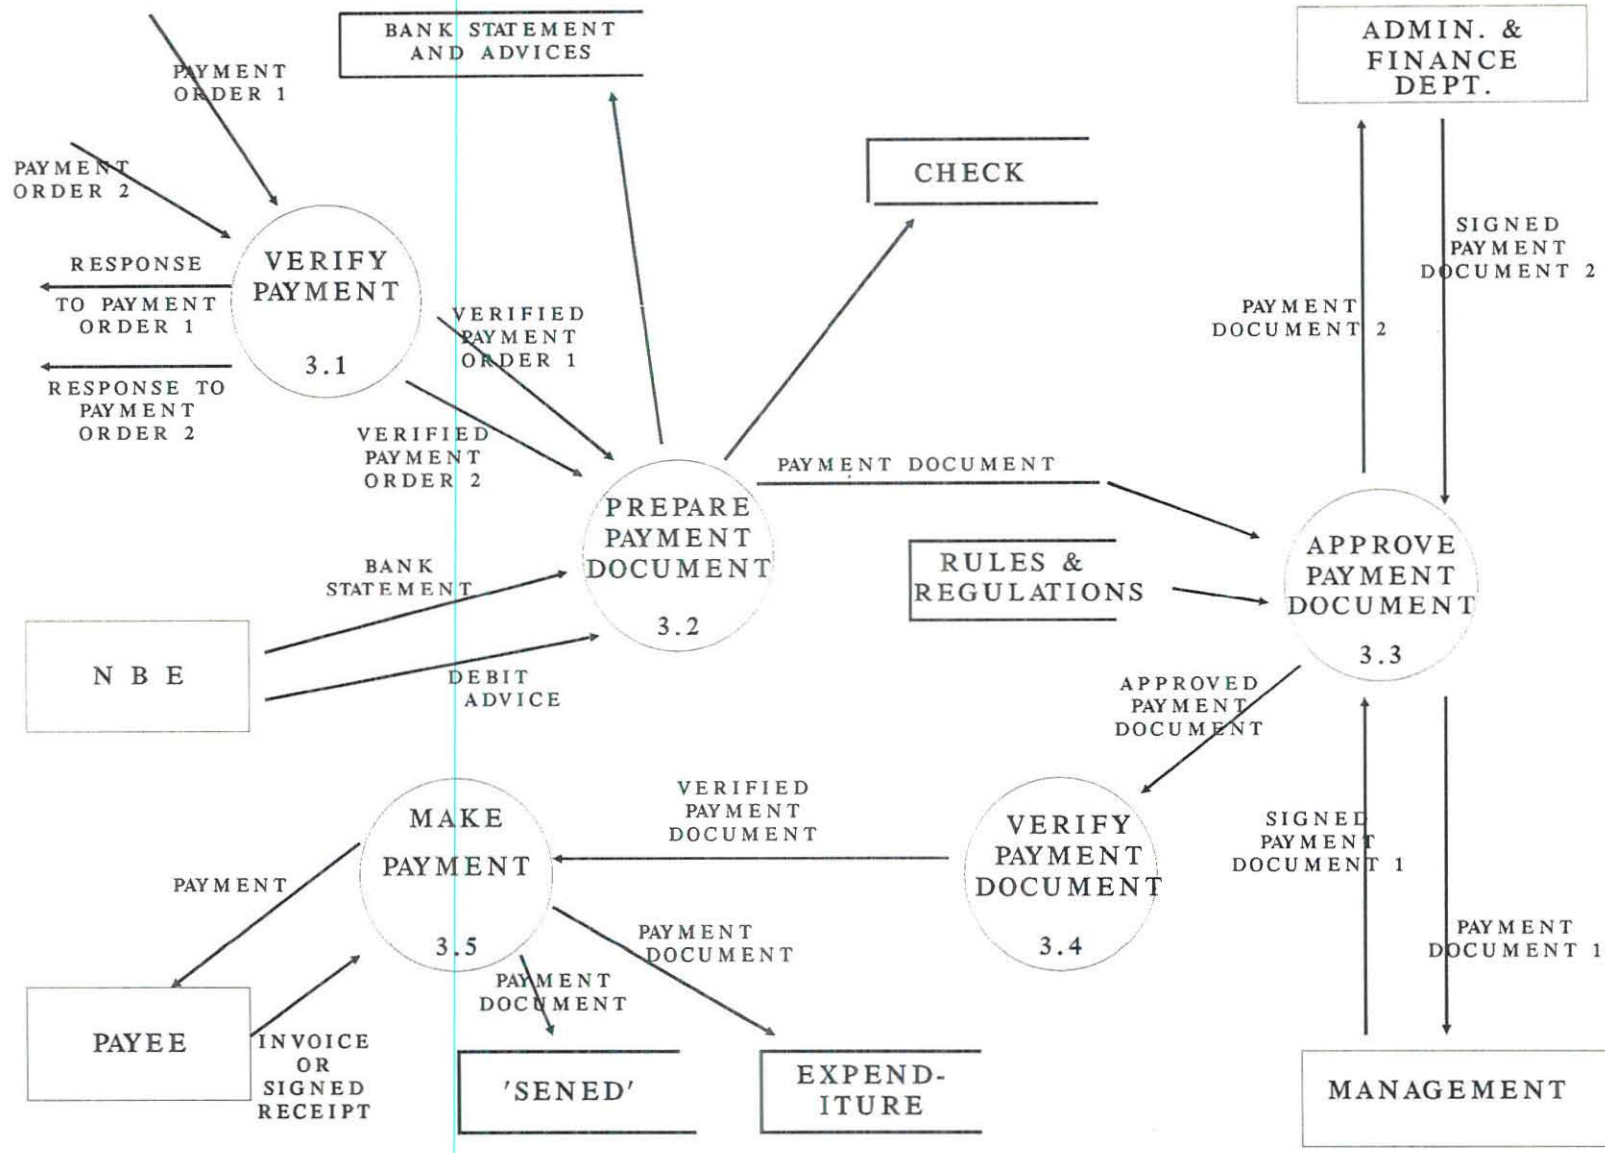 BANK STATEMENT
AND ADVICES
ADMIN. &
FINANCE
DEPT.
PAYMENT
ORDER 1
CHECK
PAYMENT
ORDER 2
SIGNED
PAYMENT
DOCUMENT 2
RESPONSE
TO PAYMENT
ORDER 1
VERIFY
PAYMENT
3.1
VERIFIED
PAYMENT
ORDER 1
PAYMENT
DOCUMENT 2
RESPONSE TO
PAYMENT
ORDER 2
VERIFIED
PAYMENT
ORDER 2
PAYMENT DOCUMENT
PREPARE
PAYMENT
DOCUMENT
3.2
RULES &
REGULATIONS
APPROVE
PAYMENT
DOCUMENT
3.3
BANK
STATEMENT
N B E
DEBIT
ADVICE
APPROVED
PAYMENT
DOCUMENT
MAKE
PAYMENT
3.5
VERIFIED
PAYMENT
DOCUMENT
VERIFY
PAYMENT
DOCUMENT
3.4
SIGNED
PAYMENT
DOCUMENT 1
PAYMENT
PAYMENT
DOCUMENT
PAYMENT
DOCUMENT 1
PAYMENT
DOCUMENT
PAYEE
INVOICE
OR
SIGNED
RECEIPT
'SENED'
EXPEND-
ITURE
MANAGEMENT